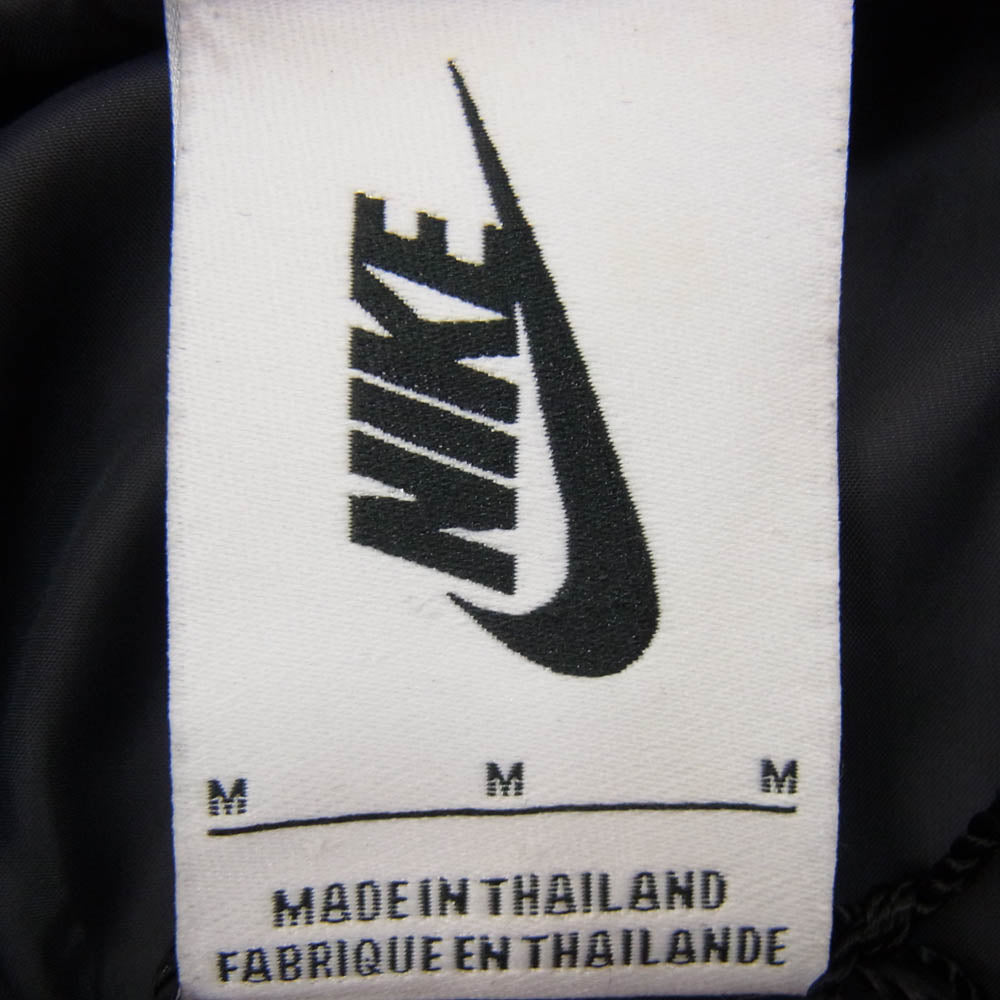 NIKE
M M M
MADE IN THAILAND
FABRIQUE EN THAILANDE